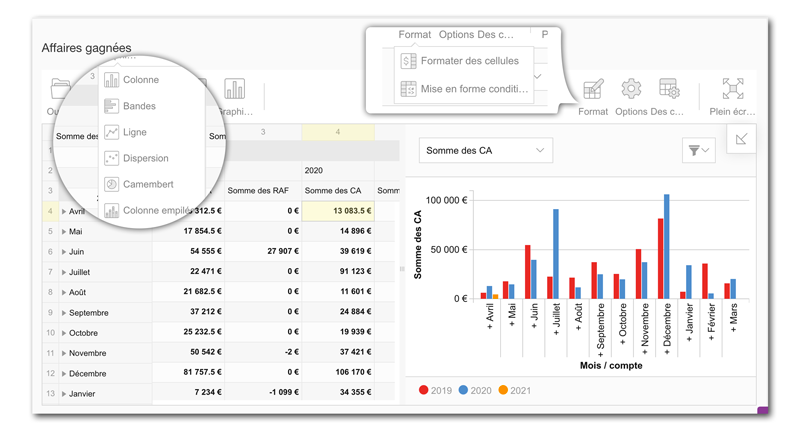 Affaires gagnées
Format Options Des c...
Formater des cellules
Mise en forme conditi...
3
Colonne
Bandes
Ligne
Dispersion
Camembert
Colonne empilée
Graphi...
Format Options Des c... Plein écr...
Somme des
3 4
1
2 2020
3 Somme des RAF Somme des CA Somm
4 Avril 312.5 € 0 € 13 083.5 €
5 Mai 17 854.5 € 0 € 14 896 €
6 Juin 54 555 € 27 907 € 39 619 €
7 Juillet 22 471 € 0 € 91 123 €
8 Août 21 682.5 € 0 € 11 601 €
9 Septembre 37 212 € 0 € 24 884 €
10 Octobre 25 232.5 € 0 € 19 939 €
11 Novembre 50 542 € -2 € 37 421 €
12 Décembre 81 757.5 € 0 € 106 170 €
13 Janvier 7 234 € -1 099 € 34 355 €
Somme des CA
Somme des CA
100 000 €
50 000 €
0 €
+ Avril
+ Mai
+ Juin
+ Juillet
+ Août
+ Septembre
+ Octobre
+ Novembre
+ Décembre
+ Janvier
+ Février
+ Mars
Mois / compte
2019 2020 2021